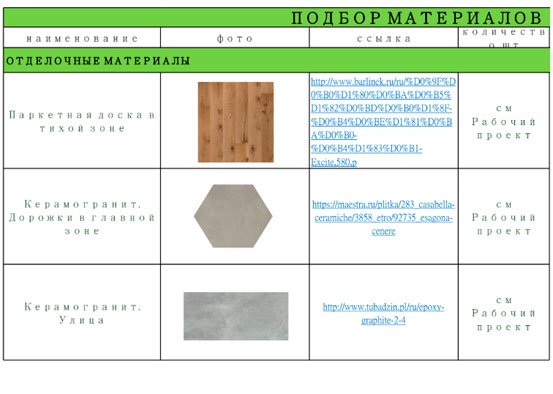 ПОДБОР МАТЕРИАЛОВ
наименование фото ссылка количеств
о шт
ОТДЕЛОЧНЫЕ МАТЕРИАЛЫ
Паркетная доска в
тихой зоне
http://www.barlinek.ru/ru/%D0%9F%D
0%B0%D1%80%D0%BA%D0%B5%
D1%82%D0%BD%D0%B0%D1%8F-
%D0%B4%D0%BE%D1%81%D0%B
A%D0%B0-
%D0%B4%D1%83%D0%B1-
Excite,580,p
см
Рабочий
проект
Керамогранит.
Дорожки в главной
зоне
https://maestra.ru/plitka/283_casabella-
ceramiche/3858_etro/92735_esagona-
cenere
см
Рабочий
проект
Керамогранит.
Улица
http://www.tubadzin.pl/ru/epoxy-
graphite-2-4
см
Рабочий
проект